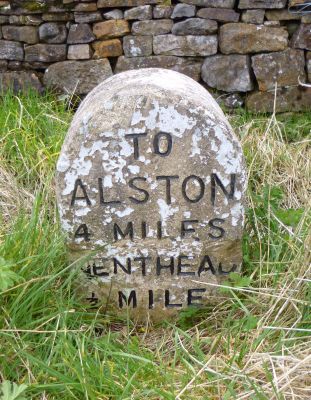 TO
ALSTON
4 MILES
NENTHEAD
½ MILE